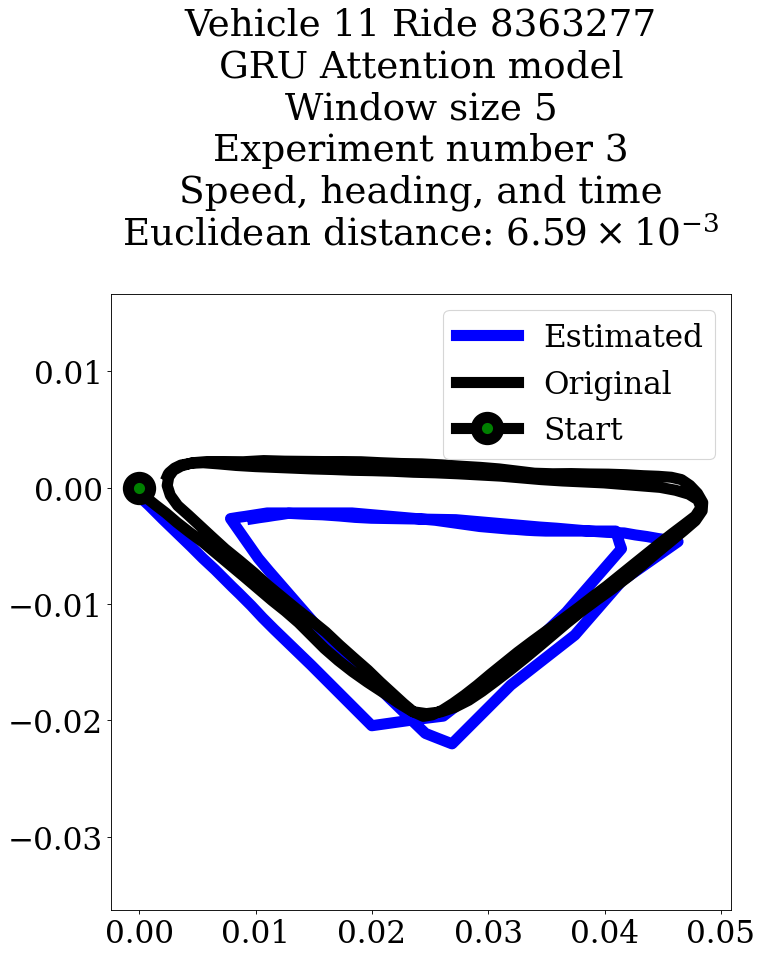 Vehicle 11 Ride 8363277
GRU Attention model
Window size 5
Experiment number 3
Speed, heading, and time
Euclidean distance: 6.59 × 10⁻³
Estimated
Original
Start
0.01
0.00
−0.01
−0.02
−0.03
0.00 0.01 0.02 0.03 0.04 0.05